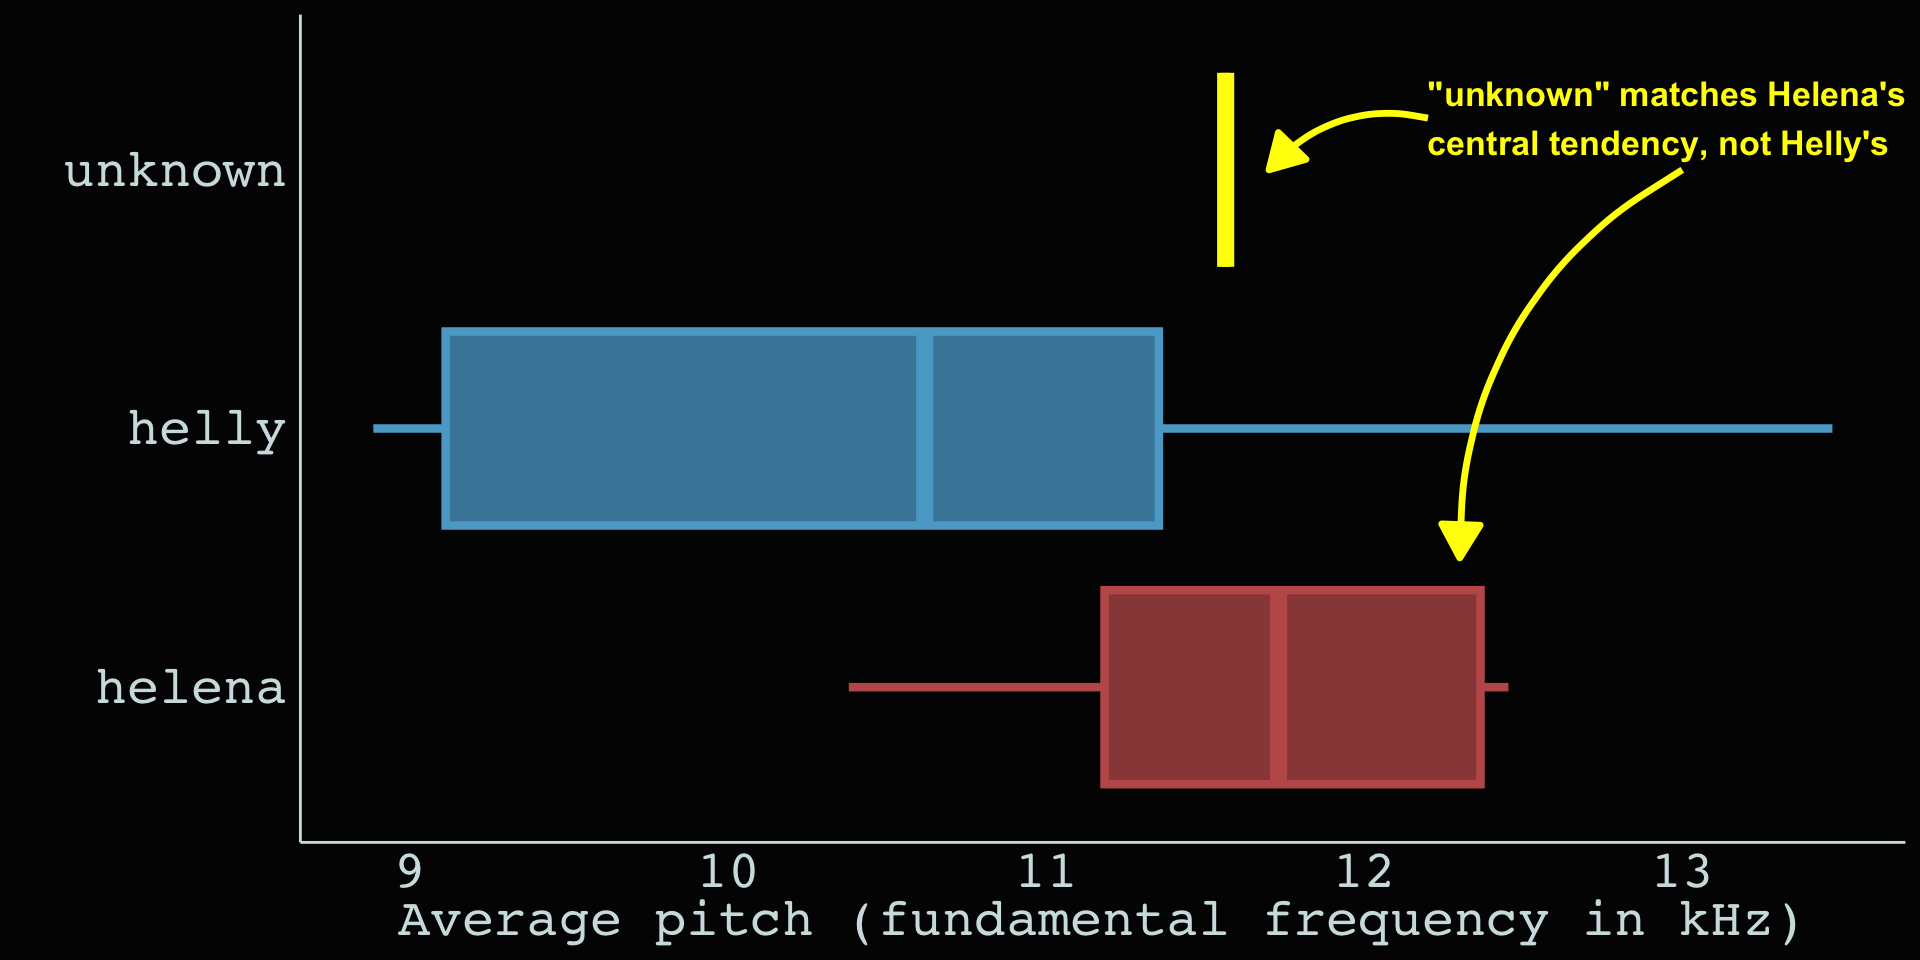 "unknown" matches Helena's
central tendency, not Helly's
unknown
helly
helena
9 10 11 12 13
Average pitch (fundamental frequency in kHz)